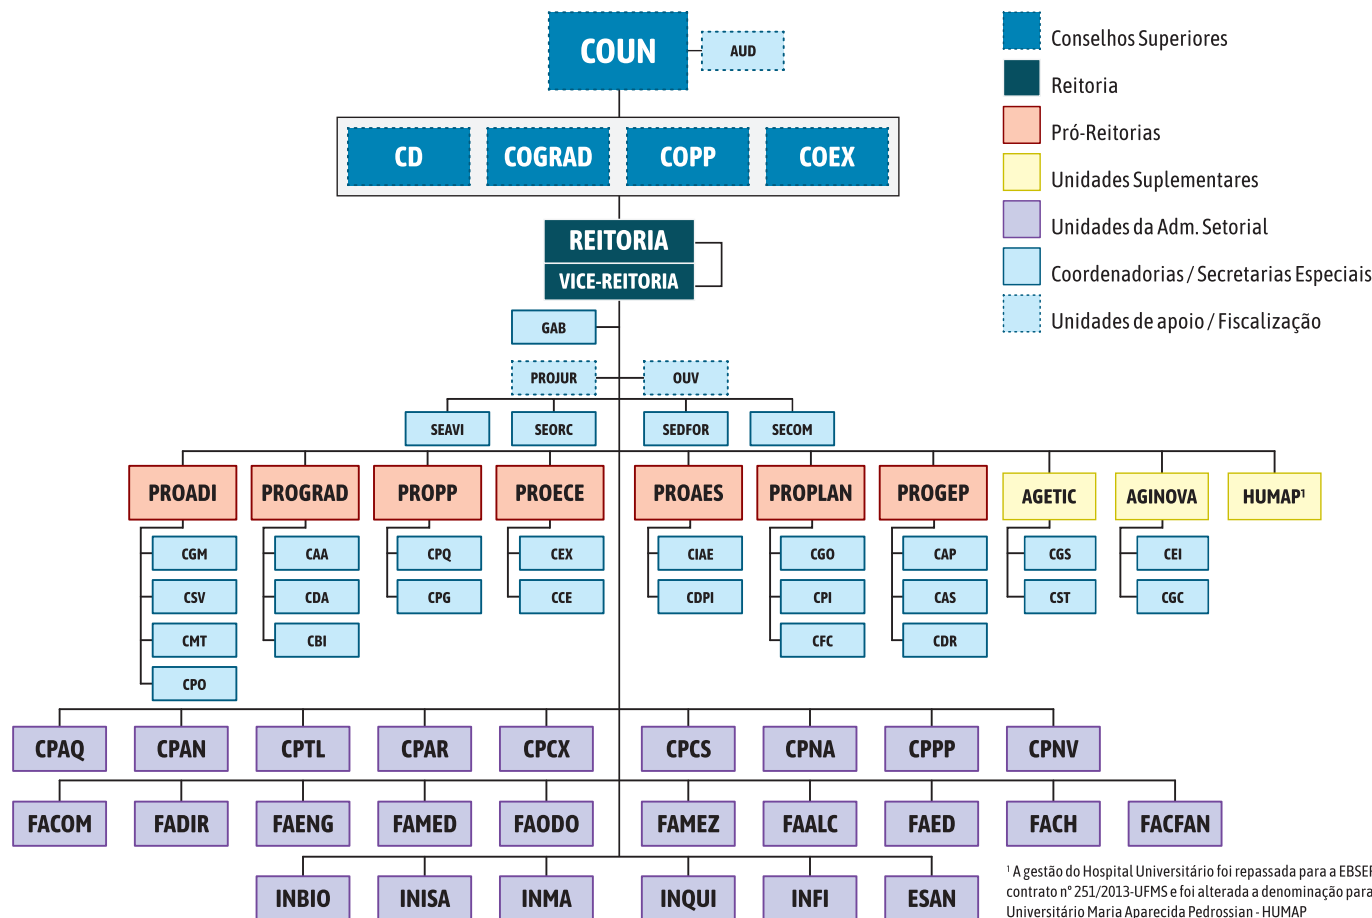 COUN
AUD
CD
COGRAD
COPP
COEX
REITORIA
VICE-REITORIA
GAB
PROJUR
OUV
SEAVI
SEORC
SEDFOR
SECOM
PROADI
PROGRAD
PROPP
PROECE
PROAES
PROPLAN
PROGEP
AGETIC
AGINOVA
HUMAP¹
CGM
CAA
CPQ
CEX
CIAE
CGO
CAP
CGS
CEI
CSV
CDA
CPG
CCE
CDPI
CPI
CAS
CST
CGC
CMT
CBI
CFC
CDR
CPO
CPAQ
CPAN
CPTL
CPAR
CPCX
CPCS
CPNA
CPPP
CPNV
FACOM
FADIR
FAENG
FAMED
FAODO
FAMEZ
FAALC
FAED
FACH
FACFAN
INBIO
INISA
INMA
INQUI
INFI
ESAN
Conselhos Superiores
Reitoria
Pró-Reitorias
Unidades Suplementares
Unidades da Adm. Setorial
Coordenadorias / Secretarias Especiais
Unidades de apoio / Fiscalização
¹ A gestão do Hospital Universitário foi repassada para a
contrato nº 251/2013-UFMS e foi alterada a denominação para
Universitário Maria Aparecida Pedrossian - HUMAP